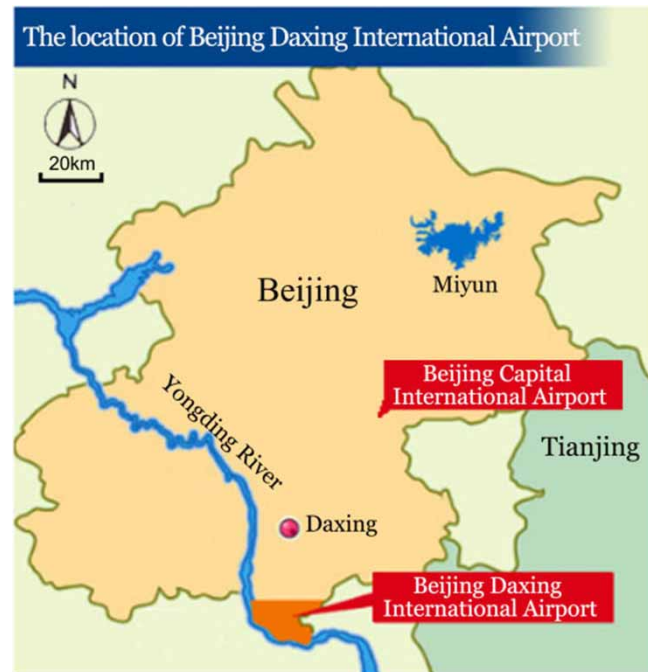 The location of Beijing Daxing International Airport
N
20km
Beijing
Miyun
Beijing Capital
International Airport
Yongding River
Tianjing
Daxing
Beijing Daxing
International Airport